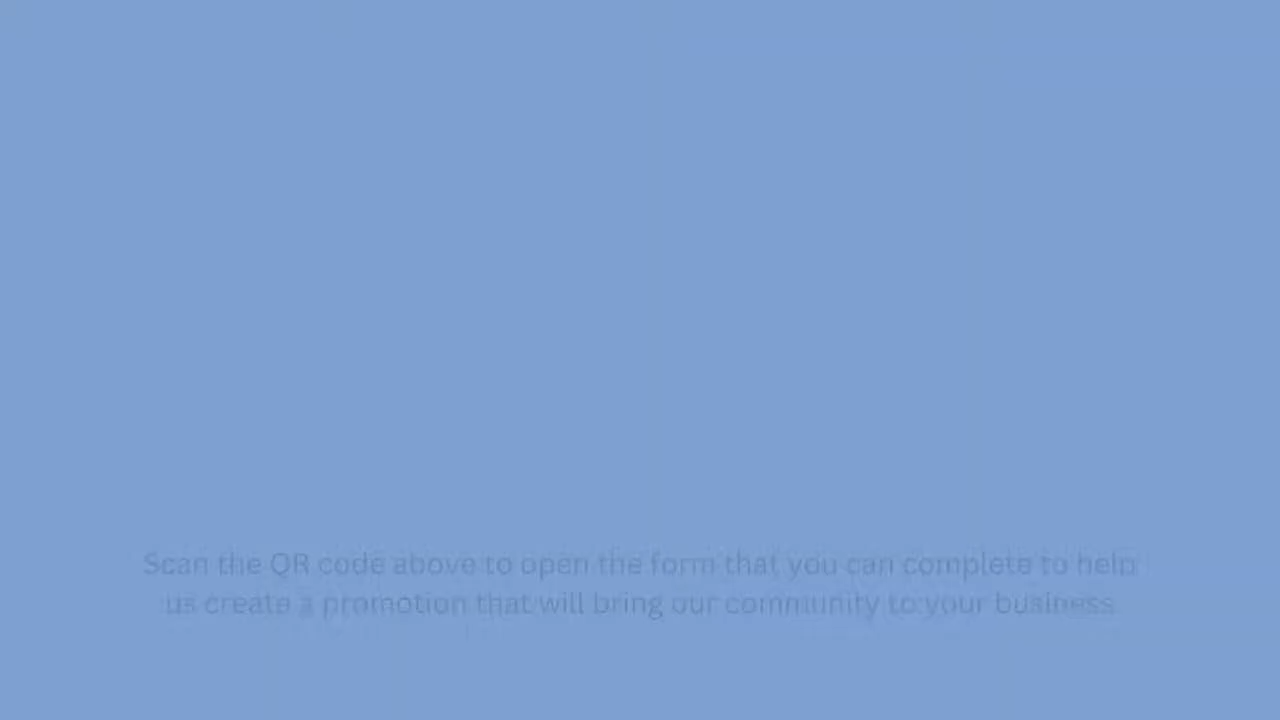 Scan the QR code above to open the form that you can complete to help
us create a promotion that will bring our community to your business